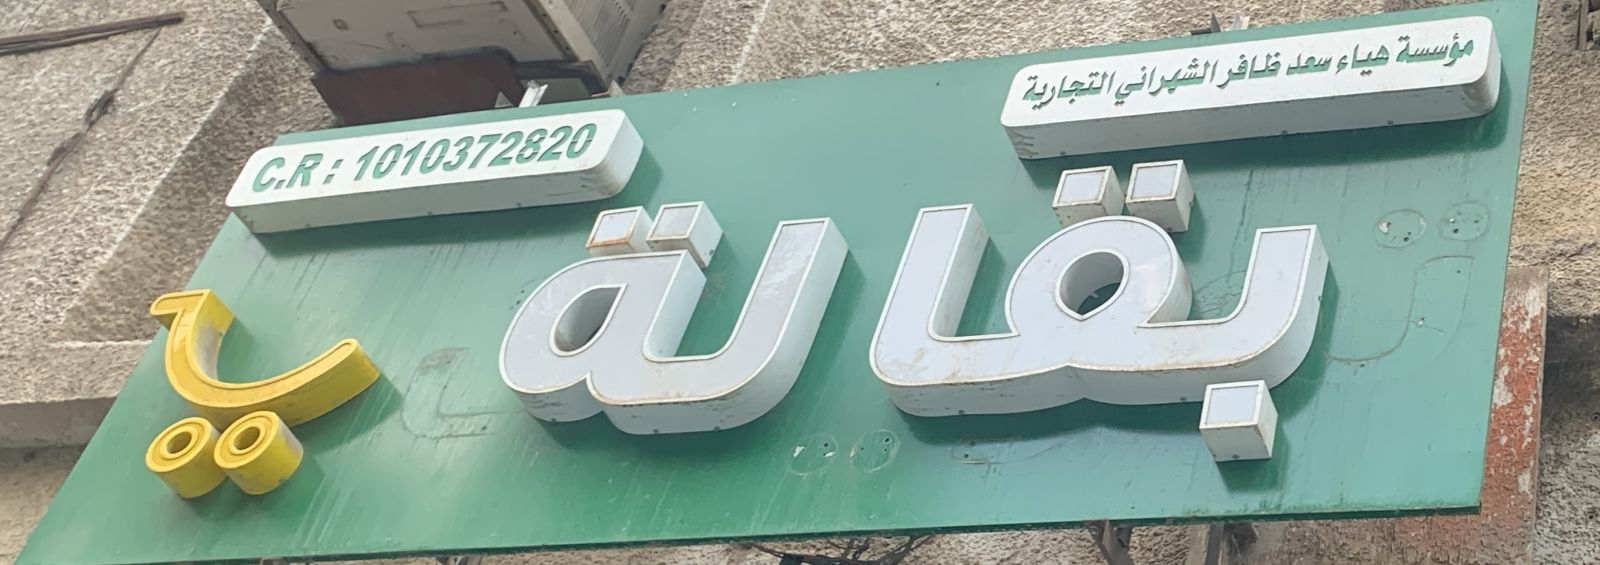 مؤسسة هياء سعد ظافر الشهراني التجارية
C.R : 1010372820
بقالة